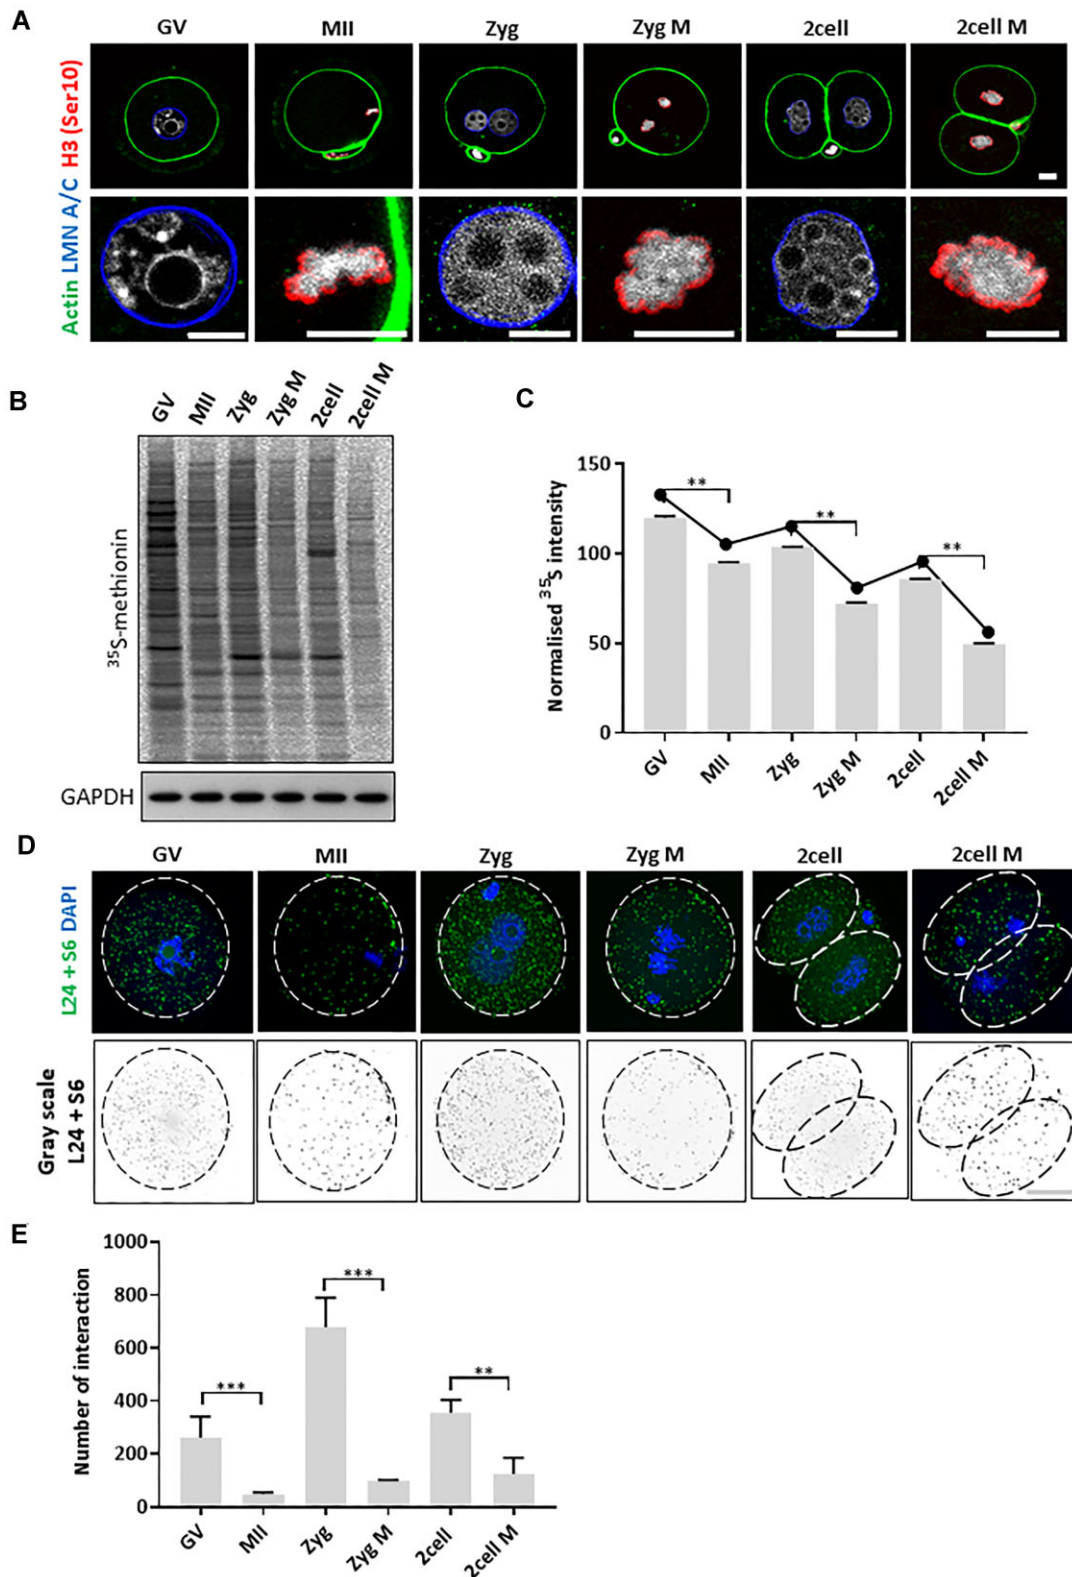 A
GV MII Zyg Zyg M 2cell 2cell M
Actin LMN A/C H3 (Ser10)
B
GV MII Zyg Zyg M 2cell 2cell M
35S-methionin
GAPDH
C
Normalised 35S intensity
150
100
50
0
** ** **
GV MII Zyg Zyg M 2cell 2cell M
D
GV MII Zyg Zyg M 2cell 2cell M
L24 + S6 DAPI
Gray scale
L24 + S6
E
Number of interaction
1000
800
600
400
200
0
*** *** **
GV MII Zyg Zyg M 2cell 2cell M